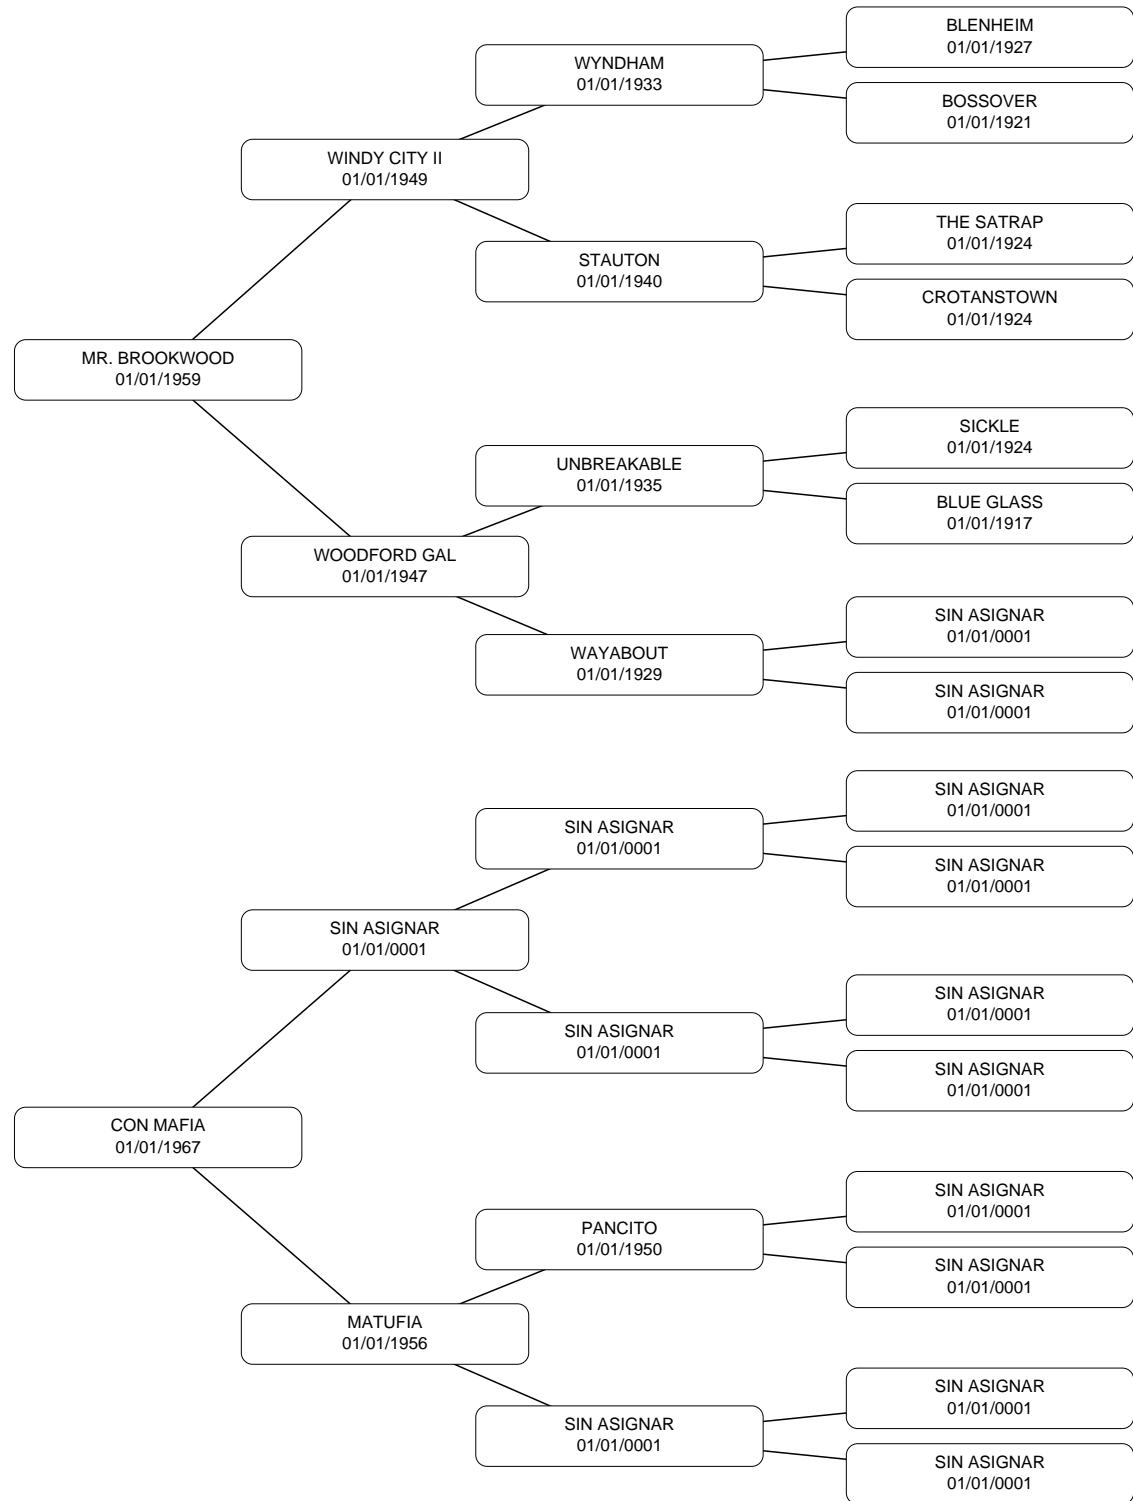 BLENHEIM
01/01/1927
WYNDHAM
01/01/1933
BOSSOVER
01/01/1921
WINDY CITY II
01/01/1949
THE SATRAP
01/01/1924
STAUTON
01/01/1940
CROTANSTOWN
01/01/1924
MR. BROOKWOOD
01/01/1959
SICKLE
01/01/1924
UNBREAKABLE
01/01/1935
BLUE GLASS
01/01/1917
WOODFORD GAL
01/01/1947
SIN ASIGNAR
01/01/0001
WAYABOUT
01/01/1929
SIN ASIGNAR
01/01/0001
SIN ASIGNAR
01/01/0001
SIN ASIGNAR
01/01/0001
SIN ASIGNAR
01/01/0001
SIN ASIGNAR
01/01/0001
SIN ASIGNAR
01/01/0001
SIN ASIGNAR
01/01/0001
SIN ASIGNAR
01/01/0001
CON MAFIA
01/01/1967
SIN ASIGNAR
01/01/0001
PANCITO
01/01/1950
SIN ASIGNAR
01/01/0001
MATUFIA
01/01/1956
SIN ASIGNAR
01/01/0001
SIN ASIGNAR
01/01/0001
SIN ASIGNAR
01/01/0001